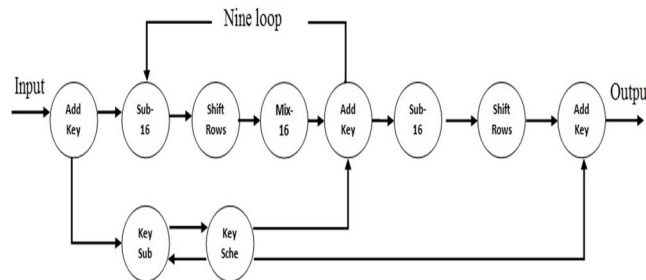 Nine loop
Input
Add
Key
Sub-
16
Shift
Rows
Mix-
16
Add
Key
Sub-
16
Shift
Rows
Add
Key
Outpu
Key
Sub
Key
Sche